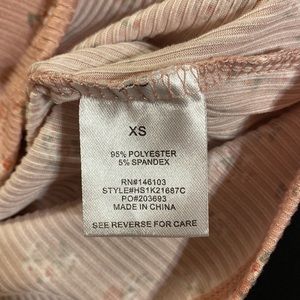 XS
95% POLYESTER
5% SPANDEX
RN#146103
STYLE#HS1K21687C
PO#203693
MADE IN CHINA
SEE REVERSE FOR CARE